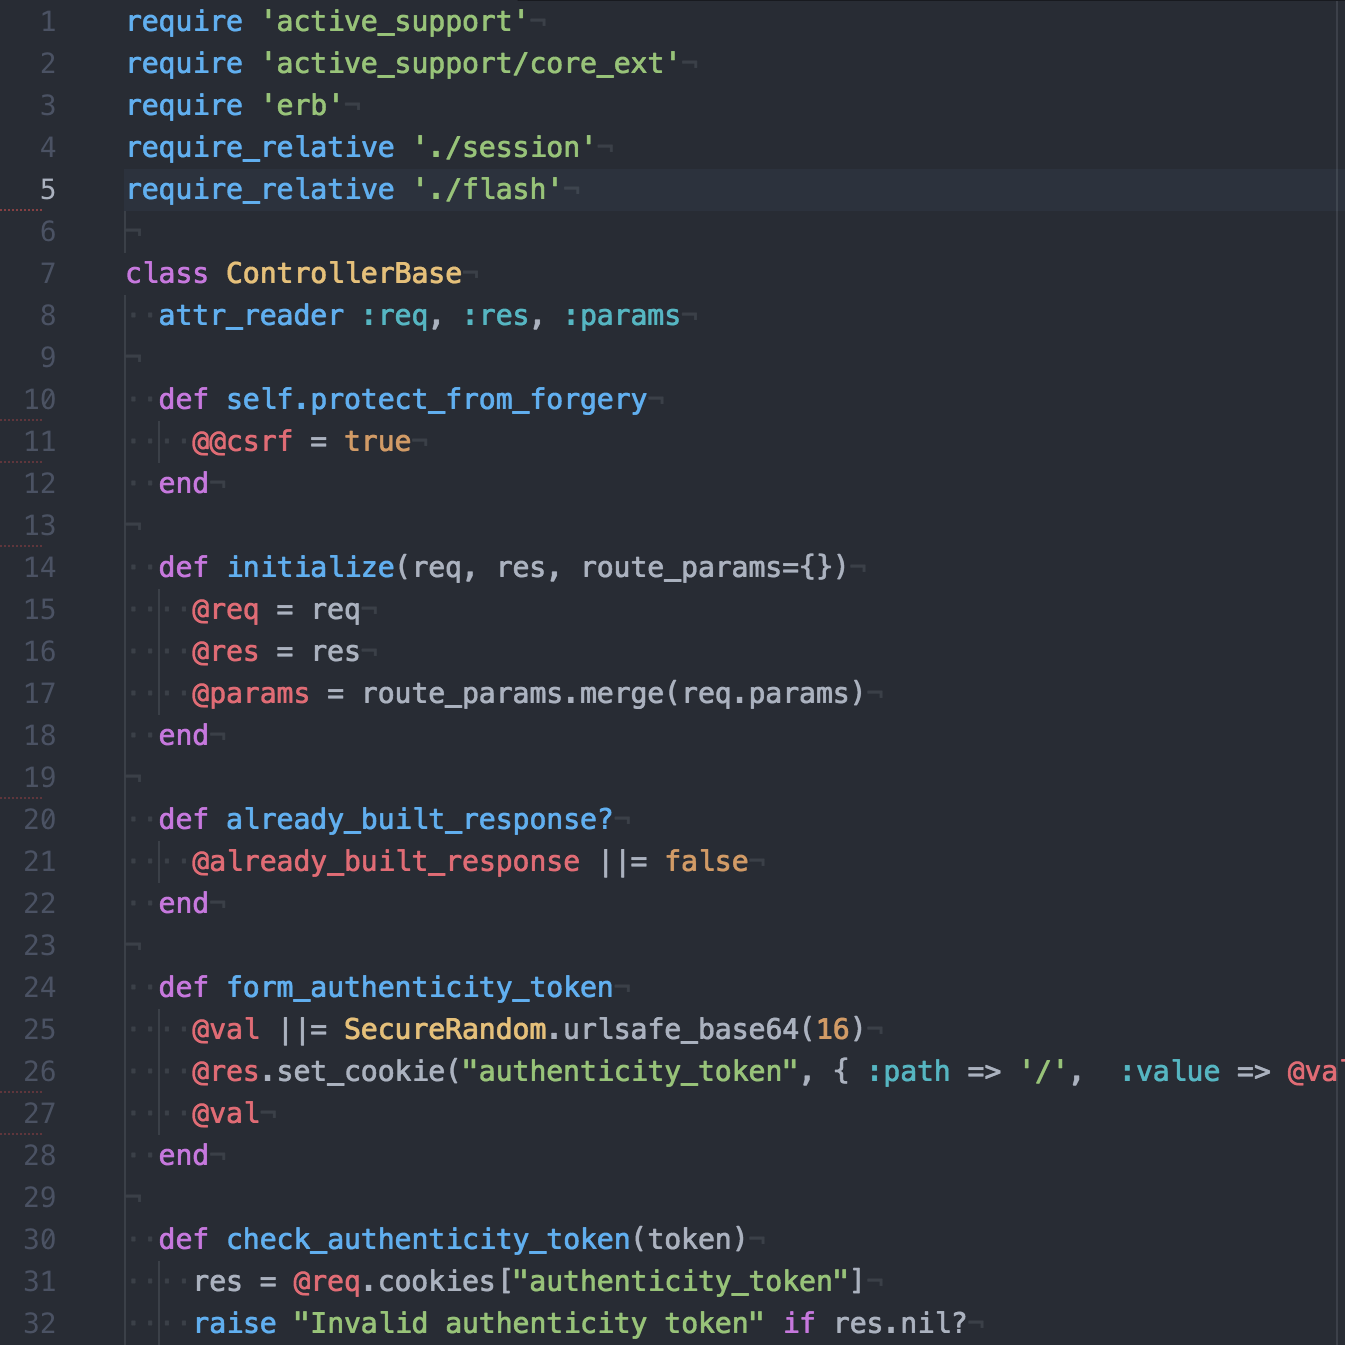 1 require 'active_support'¬
2 require 'active_support/core_ext'¬
3 require 'erb'¬
4 require_relative './session'¬
5 require_relative './flash'¬
6 ¬
7 class ControllerBase¬
8 ··attr_reader :req, :res, :params¬
9 ¬
10 ··def self.protect_from_forgery¬
11 ····@@csrf = true¬
12 ··end¬
13 ¬
14 ··def initialize(req, res, route_params={})¬
15 ····@req = req¬
16 ····@res = res¬
17 ····@params = route_params.merge(req.params)¬
18 ··end¬
19 ¬
20 ··def already_built_response?¬
21 ····@already_built_response ||= false¬
22 ··end¬
23 ¬
24 ··def form_authenticity_token¬
25 ····@val ||= SecureRandom.urlsafe_base64(16)¬
26 ····@res.set_cookie("authenticity_token", { :path => '/',  :value => @va
27 ····@val¬
28 ··end¬
29 ¬
30 ··def check_authenticity_token(token)¬
31 ····res = @req.cookies["authenticity_token"]¬
32 ····raise "Invalid authenticity token" if res.nil?¬